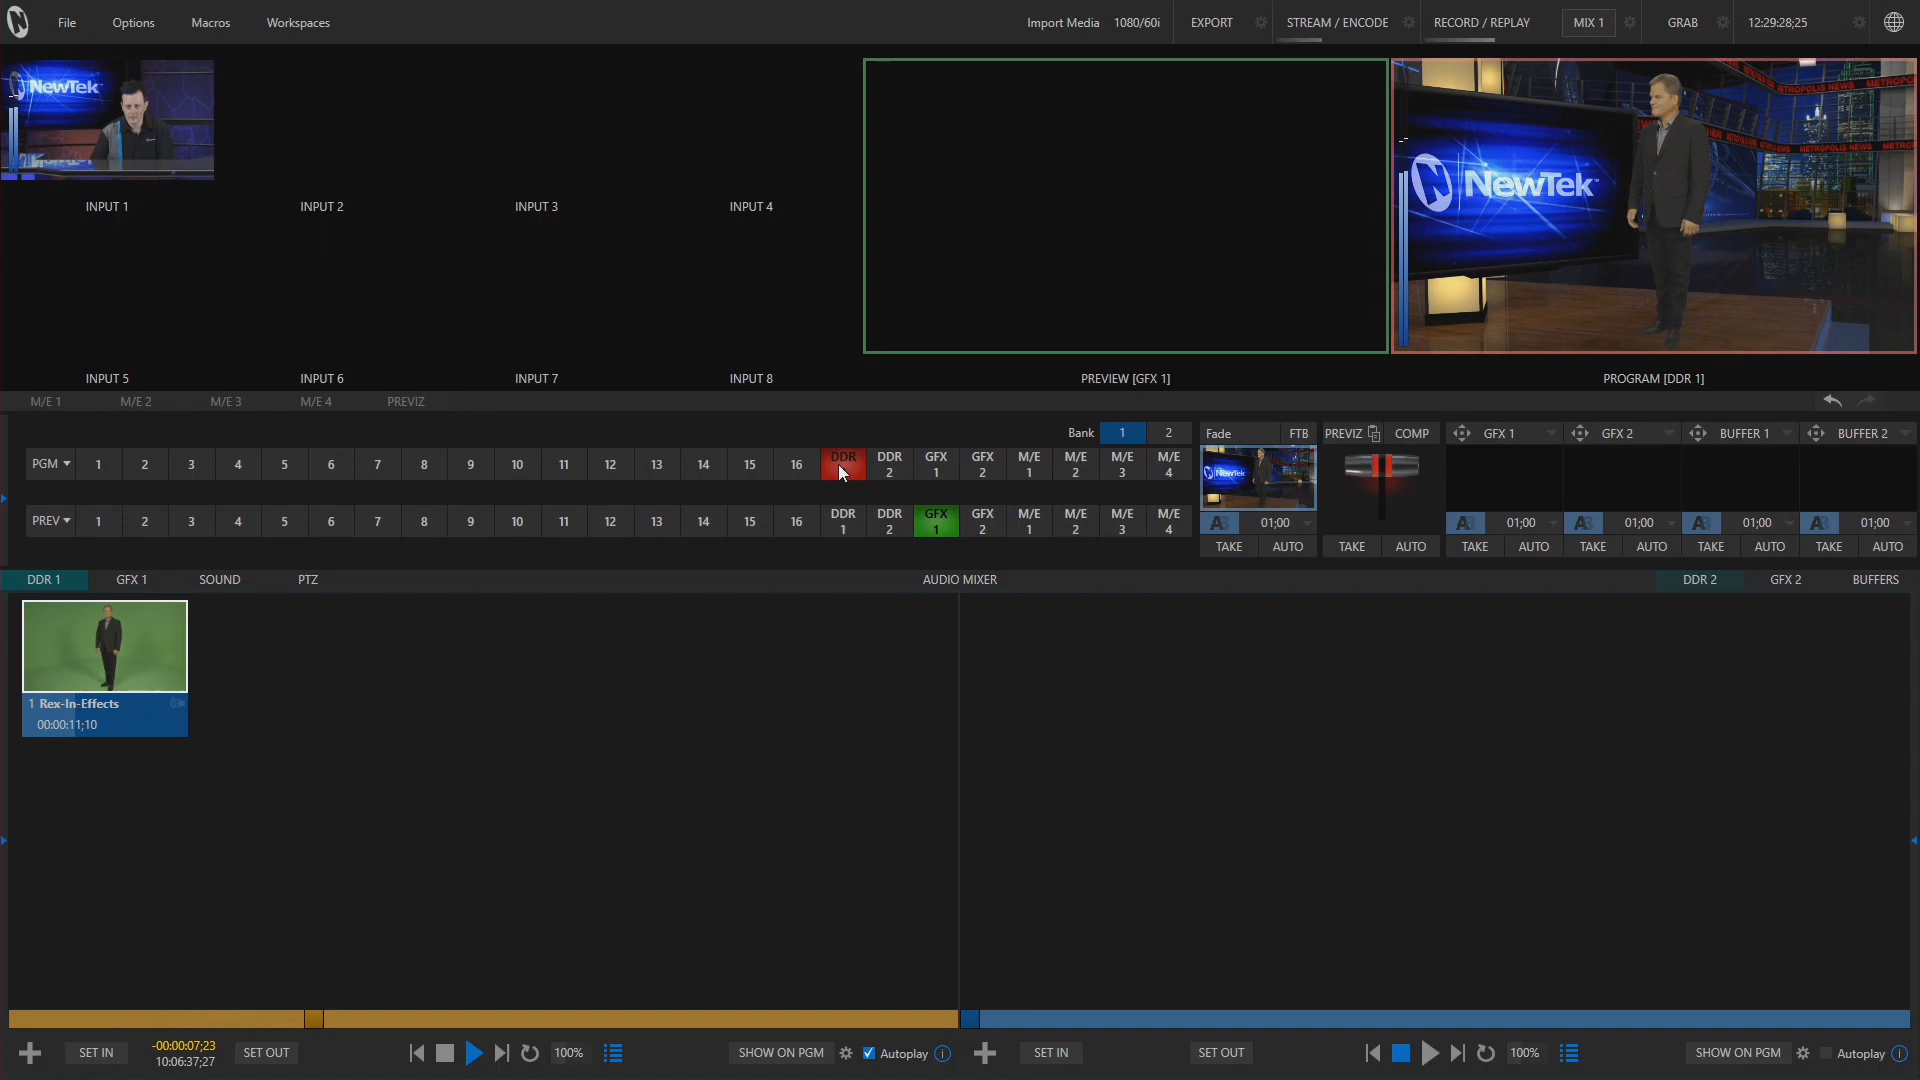 File Options Macros Workspaces Import Media 1080/60i EXPORT STREAM / ENCODE RECORD / REPLAY MIX 1 GRAB 12:29:28;25
NewTek
NewTek™
METROPOLIS NEWS
INPUT 1 INPUT 2 INPUT 3 INPUT 4
INPUT 5 INPUT 6 INPUT 7 INPUT 8 PREVIEW [GFX 1] PROGRAM [DDR 1]
M/E 1 M/E 2 M/E 3 M/E 4 PREVIZ
Bank 1 2 Fade FTB PREVIZ COMP GFX 1 GFX 2 BUFFER 1 BUFFER 2
PGM 1 2 3 4 5 6 7 8 9 10 11 12 13 14 15 16 DDR DDR 2 GFX 1 GFX 2 M/E 1 M/E 2 M/E 3 M/E 4
NewTek
PREV 1 2 3 4 5 6 7 8 9 10 11 12 13 14 15 16 DDR 1 DDR 2 GFX 1 GFX 2 M/E 1 M/E 2 M/E 3 M/E 4
AB 01;00 AB 01;00 AB 01;00 AB 01;00 AB 01;00
TAKE AUTO TAKE AUTO TAKE AUTO TAKE AUTO TAKE AUTO TAKE AUTO
DDR 1 GFX 1 SOUND PTZ AUDIO MIXER DDR 2 GFX 2 BUFFERS
1 Rex-In-Effects
00:00:11;10
SET IN -00:00:07;23 SET OUT 100% SHOW ON PGM Autoplay SET IN SET OUT 100% SHOW ON PGM Autoplay
10:06:37;27